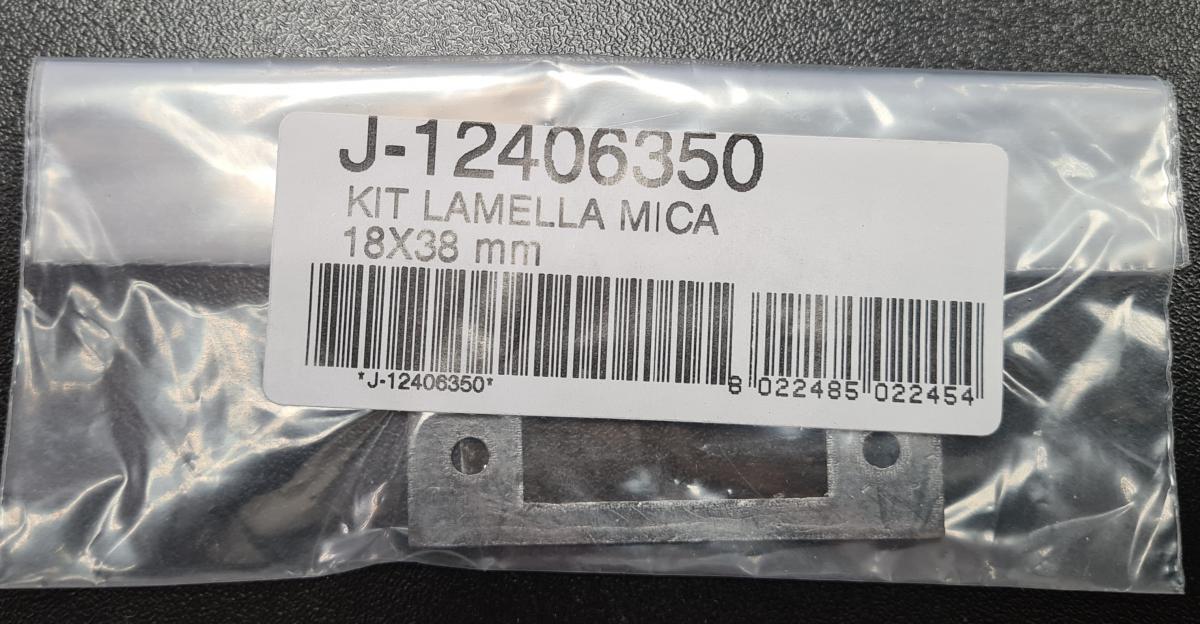 J-12406350
KIT LAMELLA MICA
18X38 mm
*J-12406350*
8 022485 022454